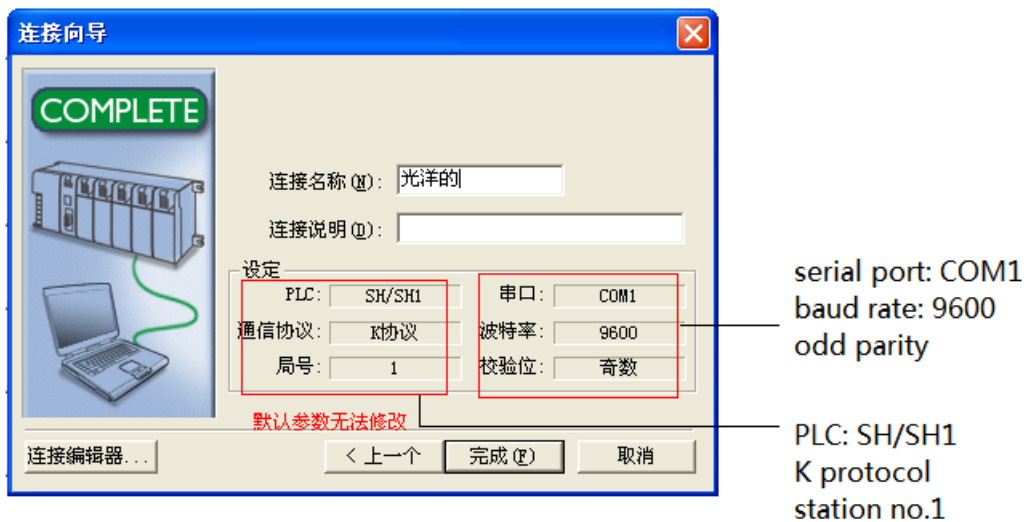 连接向导
COMPLETE
连接名称(N): 光洋的
连接说明(D):
设定
PLC: SH/SH1 串口: COM1
通信协议: K协议 波特率: 9600
局号: 1 校验位: 奇数
默认参数无法修改
连接编辑器... < 上一个 完成(F) 取消
serial port: COM1
baud rate: 9600
odd parity
PLC: SH/SH1
K protocol
station no.1